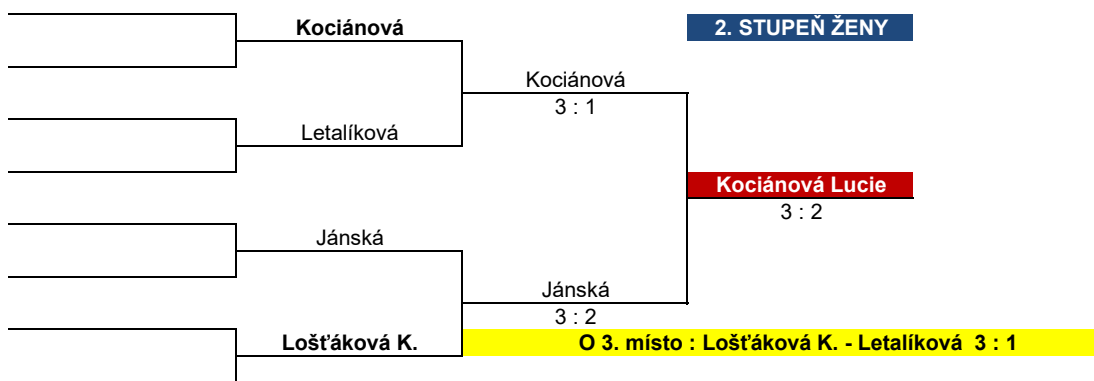 Kociánová
2. STUPEŇ ŽENY
Kociánová
3 : 1
Letalíková
Kociánová Lucie
3 : 2
Jánská
Jánská
3 : 2
Lošťáková K.
O 3. místo : Lošťáková K. - Letalíková 3 : 1